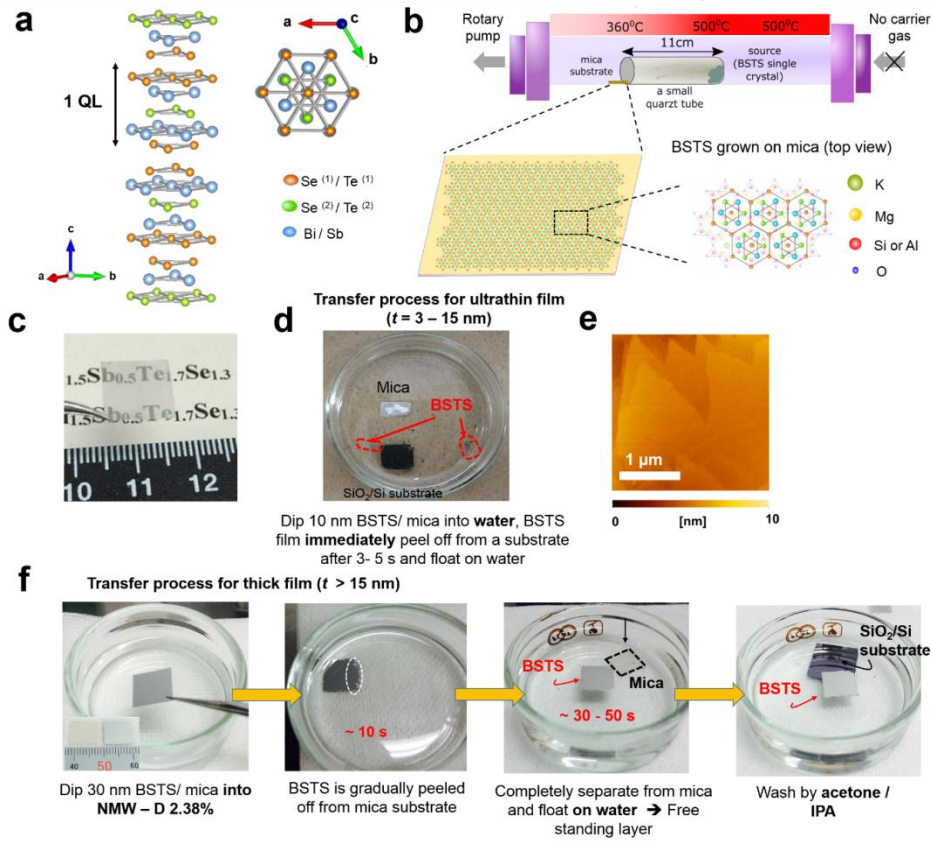 a
1 QL
a
c
b
c
a
b
Se (1) / Te (1)
Se (2) / Te (2)
Bi / Sb
b
Rotary
pump
360⁰C
500⁰C
500⁰C
No carrier
gas
11cm
mica
substrate
source
(BSTS single
crystal)
a small
quarzt tube
BSTS grown on mica (top view)
K
Mg
Si or Al
O
c
1.5Sb0.5Te1.7Se1.3
1.5Sb0.5Te1.7Se1.3
10 11 12
Transfer process for ultrathin film
(t = 3 – 15 nm)
d
Mica
BSTS
SiO2/Si substrate
Dip 10 nm BSTS/ mica into water, BSTS
film immediately peel off from a substrate
after 3- 5 s and float on water
e
1 µm
0 [nm] 10
f
Transfer process for thick film (t > 15 nm)
40 50 60
Dip 30 nm BSTS/ mica into
NMW – D 2.38%
~ 10 s
BSTS is gradually peeled
off from mica substrate
BSTS
Mica
~ 30 - 50 s
Completely separate from mica
and float on water ➔ Free
standing layer
SiO2/Si
substrate
BSTS
Wash by acetone /
IPA